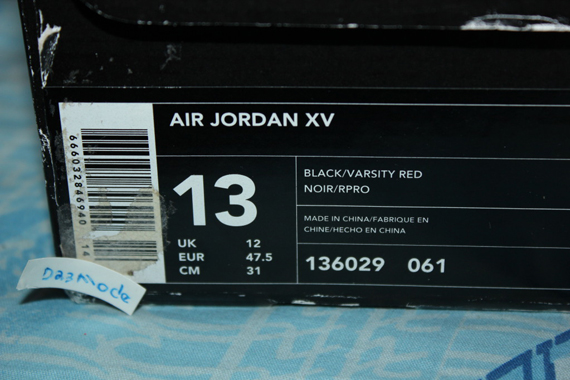 AIR JORDAN XV
13
UK 12
EUR 47.5
CM 31
BLACK/VARSITY RED
NOIR/RPRO
MADE IN CHINA/FABRIQUE EN
CHINE/HECHO EN CHINA
136029 061
D23Mode